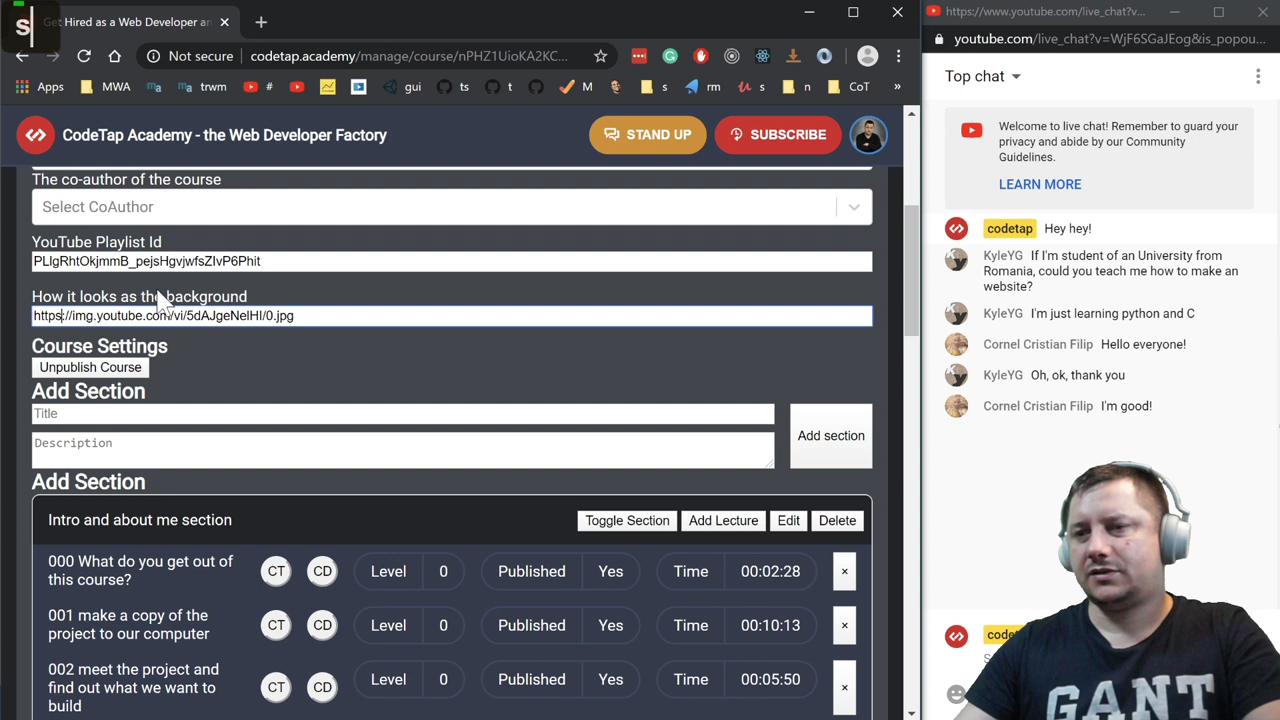 s
Get Hired as a Web Developer an
Not secure
codetap.academy/manage/course/nPHZ1UioKA2KC...
Apps
MWA
trwm
#
gui
ts
t
M
s
rm
s
n
CoT
»
CodeTap Academy - the Web Developer Factory
STAND UP
SUBSCRIBE
The co-author of the course
Select CoAuthor
YouTube Playlist Id
PLIgRhtOkjmmB_pejsHgvjwfsZIvP6Phit
How it looks as the background
https://img.youtube.com/vi/5dAJgeNelHI/0.jpg
Course Settings
Unpublish Course
Add Section
Title
Description
Add section
Add Section
Intro and about me section
Toggle Section
Add Lecture
Edit
Delete
000 What do you get out of
this course?
CT
CD
Level 0
Published Yes
Time 00:02:28
×
001 make a copy of the
project to our computer
CT
CD
Level 0
Published Yes
Time 00:10:13
×
002 meet the project and
find out what we want to
build
CT
CD
Level 0
Published Yes
Time 00:05:50
×
https://www.youtube.com/live_chat?v...
youtube.com/live_chat?v=WjF6SGaJEog&is_popou...
Top chat
Welcome to live chat! Remember to guard your
privacy and abide by our Community
Guidelines.
LEARN MORE
codetap Hey hey!
KyleYG If I'm student of an University from
Romania, could you teach me how to make an
website?
KyleYG I'm just learning python and C
Cornel Cristian Filip Hello everyone!
KyleYG Oh, ok, thank you
Cornel Cristian Filip I'm good!
GANT